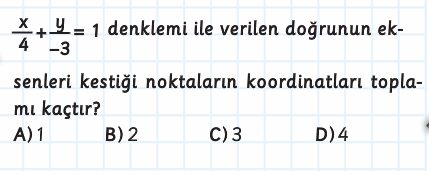 x/4 + y/−3 = 1 denklemi ile verilen doğrunun ek-
senleri kestiği noktaların koordinatları topla-
mı kaçtır?
A) 1 B) 2 C) 3 D) 4